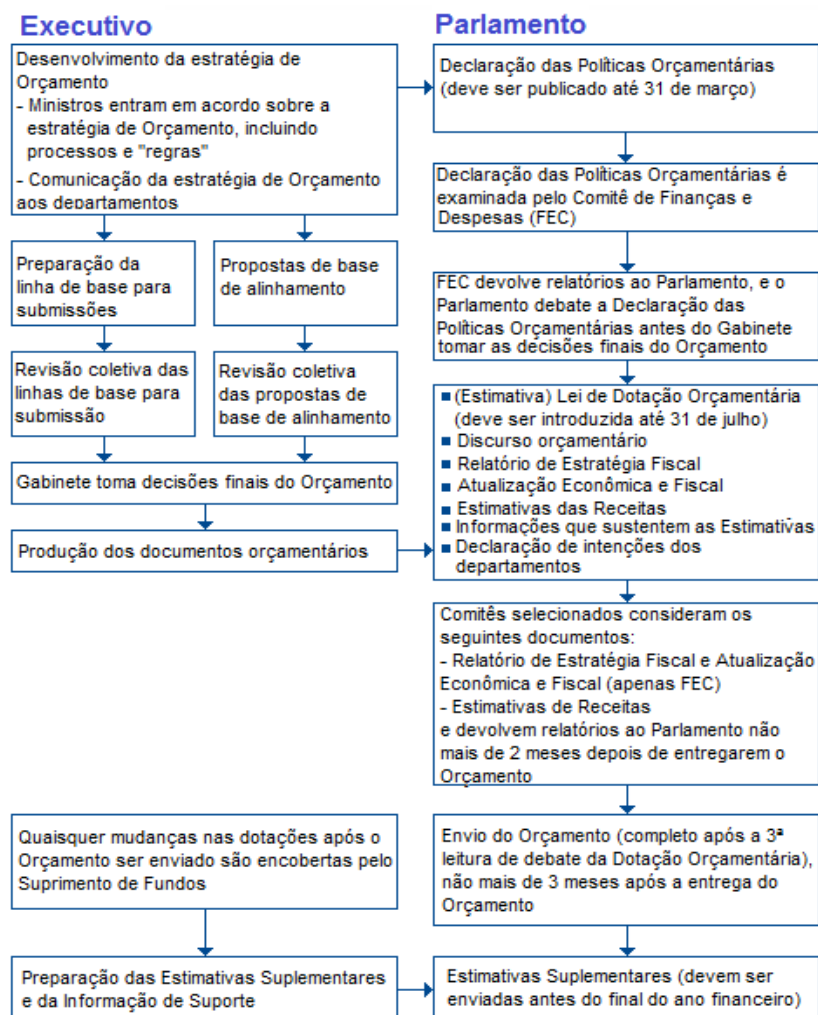 Executivo
Desenvolvimento da estratégia de
Orçamento
- Ministros entram em acordo sobre a
estratégia de Orçamento, incluindo
processos e "regras"
- Comunicação da estratégia de Orçamento
aos departamentos
Preparação da
linha de base para
submissões
Propostas de base
de alinhamento
Revisão coletiva das
linhas de base para
submissão
Revisão coletiva
das propostas de
base de alinhamento
Gabinete toma decisões finais do Orçamento
Produção dos documentos orçamentários
Quaisquer mudanças nas dotações após o
Orçamento ser enviado são encobertas pelo
Suprimento de Fundos
Preparação das Estimativas Suplementares
e da Informação de Suporte
Parlamento
Declaração das Políticas Orçamentárias
(deve ser publicado até 31 de março)
Declaração das Políticas Orçamentárias é
examinada pelo Comitê de Finanças e
Despesas (FEC)
FEC devolve relatórios ao Parlamento, e o
Parlamento debate a Declaração das
Políticas Orçamentárias antes do Gabinete
tomar as decisões finais do Orçamento
■ (Estimativa) Lei de Dotação Orçamentária
(deve ser introduzida até 31 de julho)
■ Discurso orçamentário
■ Relatório de Estratégia Fiscal
■ Atualização Econômica e Fiscal
■ Estimativas das Receitas
■ Informações que sustentem as Estimativas
■ Declaração de intenções dos
departamentos
Comitês selecionados consideram os
seguintes documentos:
- Relatório de Estratégia Fiscal e Atualização
Econômica e Fiscal (apenas FEC)
- Estimativas de Receitas
e devolvem relatórios ao Parlamento não
mais de 2 meses depois de entregarem o
Orçamento
Envio do Orçamento (completo após a 3ª
leitura de debate da Dotação Orçamentária),
não mais de 3 meses após a entrega do
Orçamento
Estimativas Suplementares (devem ser
enviadas antes do final do ano financeiro)